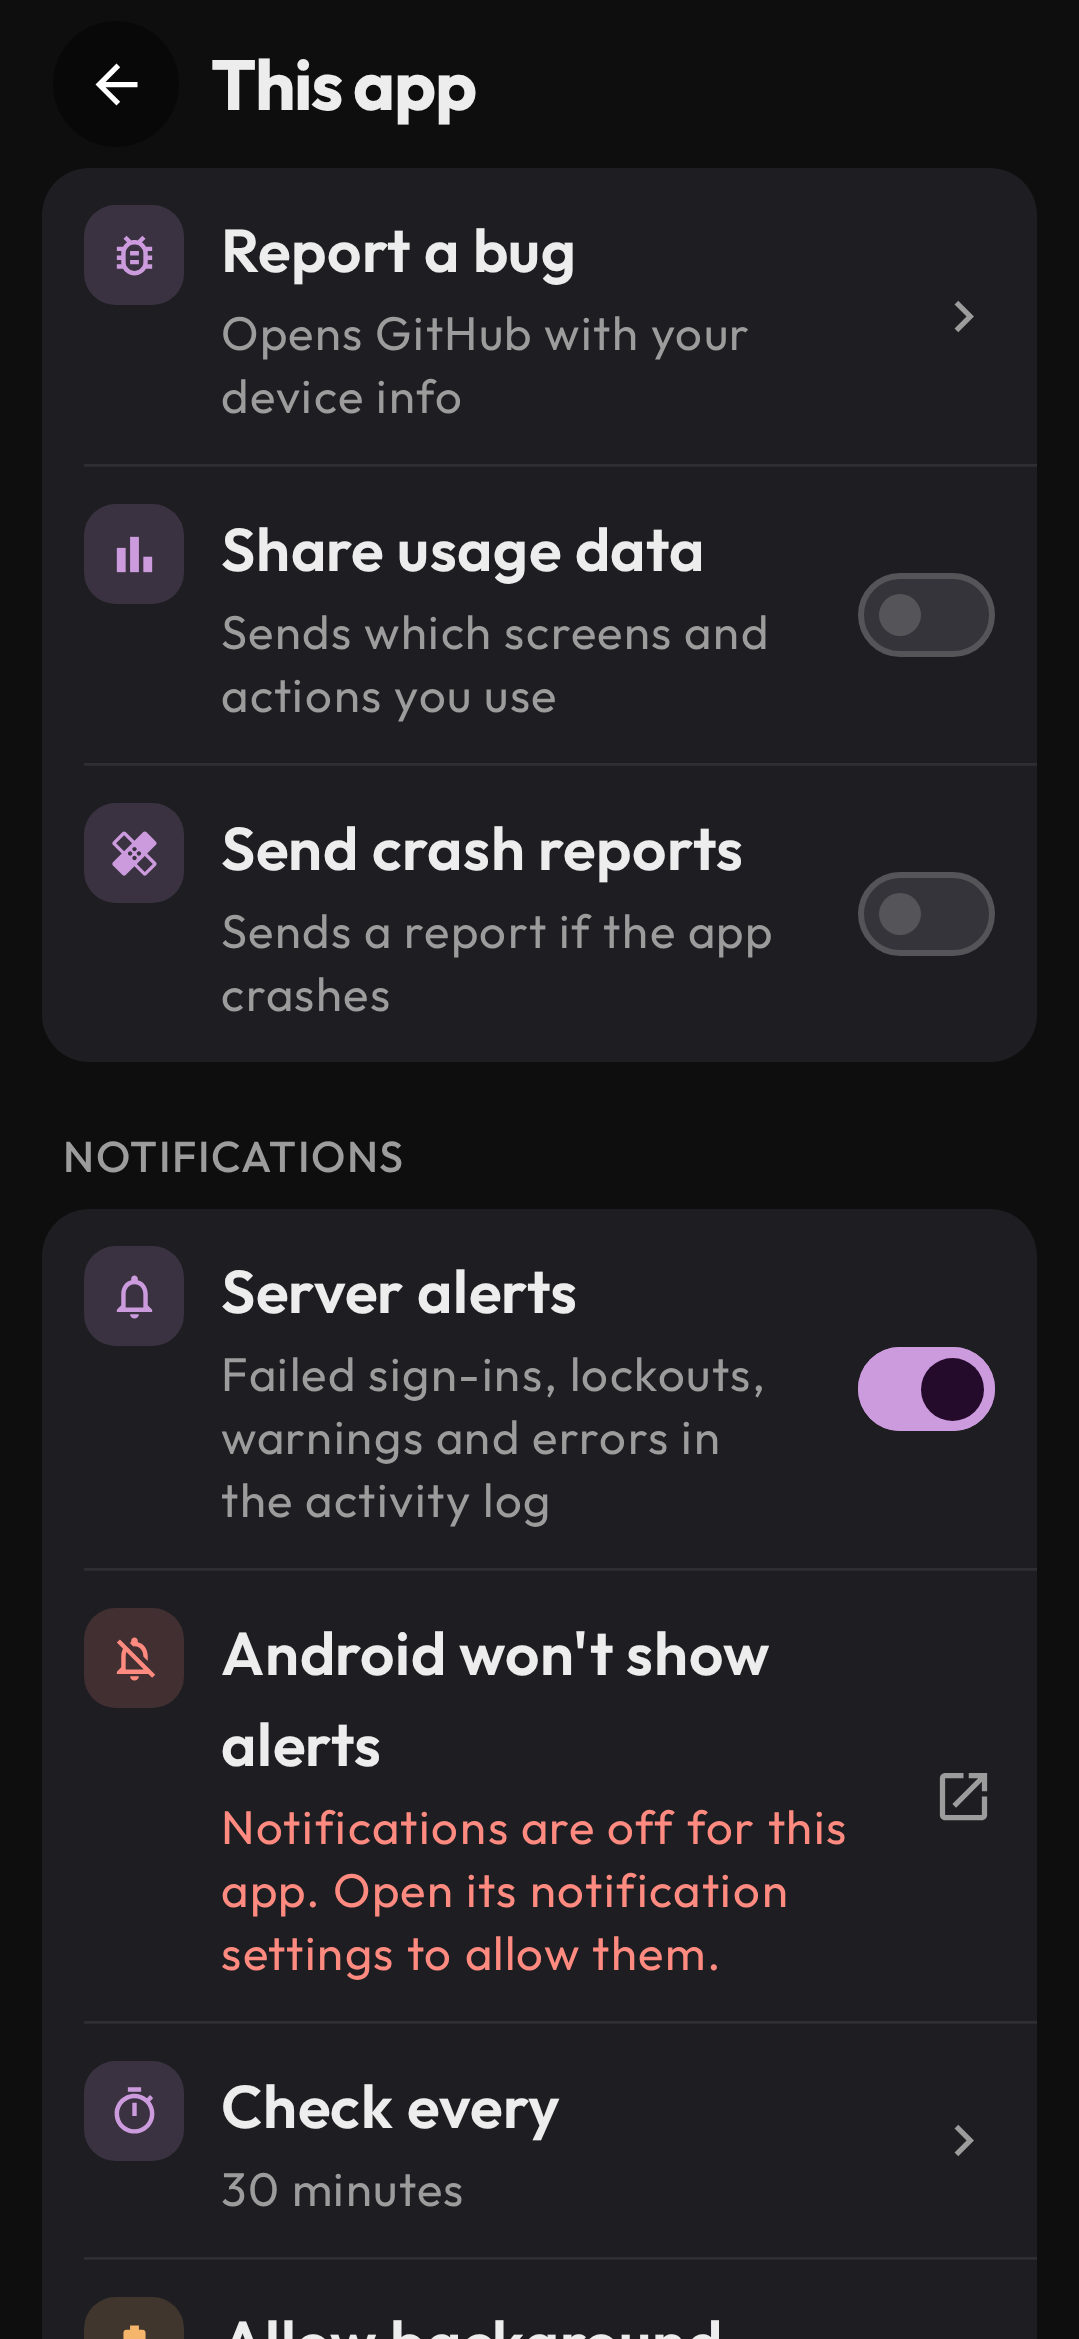 This app
Report a bug
Opens GitHub with your
device info
Share usage data
Sends which screens and
actions you use
Send crash reports
Sends a report if the app
crashes
NOTIFICATIONS
Server alerts
Failed sign-ins, lockouts,
warnings and errors in
the activity log
Android won't show
alerts
Notifications are off for this
app. Open its notification
settings to allow them.
Check every
30 minutes
Allow background